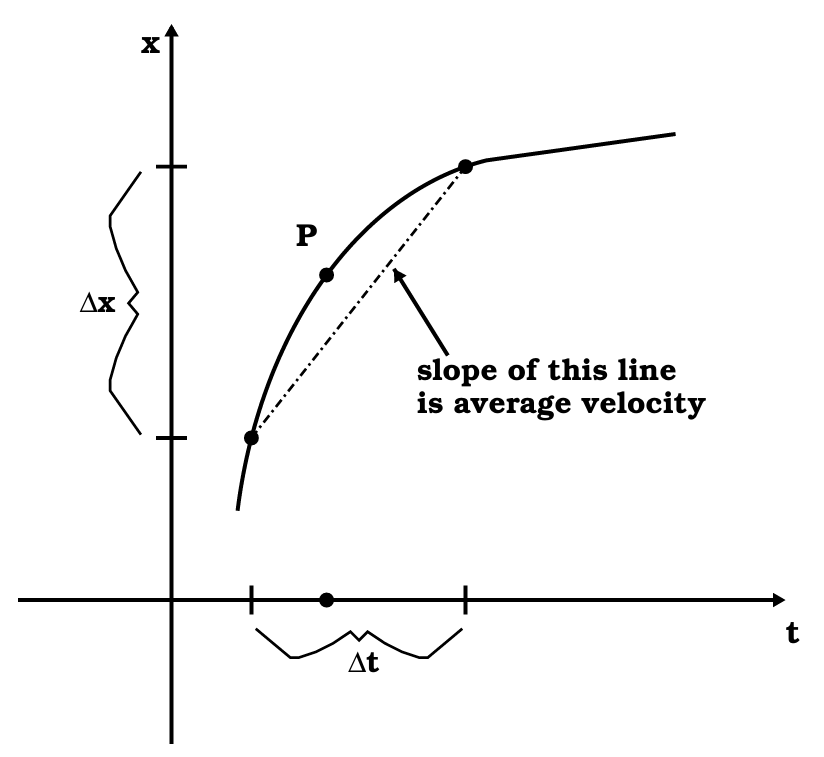 x
P
Δx
slope of this line
is average velocity
t
Δt